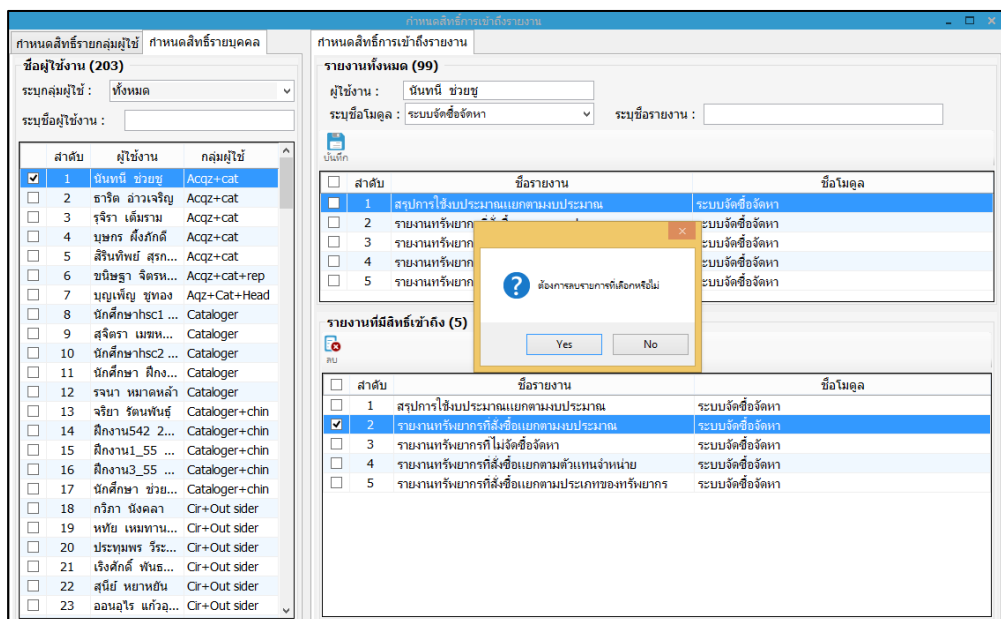 กำหนดสิทธิ์การเข้าถึงรายงาน
กำหนดสิทธิ์รายกลุ่มผู้ใช้ กำหนดสิทธิ์รายบุคคล
ชื่อผู้ใช้งาน (203)
ระบุกลุ่มผู้ใช้ : ทั้งหมด
ระบุชื่อผู้ใช้งาน :
ลำดับ ผู้ใช้งาน กลุ่มผู้ใช้
1 นันทนี ช่วยชู Acqz+cat
2 ธาริต อ่าวเจริญ Acqz+cat
3 รุจิรา เต็มราม Acqz+cat
4 บุษกร ผึ้งภักดี Acqz+cat
5 สิรินทิพย์ สุรก... Acqz+cat
6 ขนิษฐา จิตรห... Acqz+cat+rep
7 บุญเพ็ญ ชูทอง Aqz+Cat+Head
8 นักศึกษาhsc1 ... Cataloger
9 สุจิตรา เมฆห... Cataloger
10 นักศึกษาhsc2 ... Cataloger
11 นักศึกษา ฝึกง... Cataloger
12 รจนา หมาดหล้า Cataloger
13 จริยา รัตนพันธุ์ Cataloger+chin
14 ฝึกงาน542 2... Cataloger+chin
15 ฝึกงาน1_55 ... Cataloger+chin
16 ฝึกงาน3_55 ... Cataloger+chin
17 นักศึกษา ช่วย... Cataloger+chin
18 กวิภา นังคลา Cir+Out sider
19 หทัย เหมทาน... Cir+Out sider
20 ประทุมพร วีระ... Cir+Out sider
21 เริงศักดิ์ พันธ... Cir+Out sider
22 สุนีย์ หยาหยัน Cir+Out sider
23 ออนอุไร แก้วอุ... Cir+Out sider
กำหนดสิทธิ์การเข้าถึงรายงาน
รายงานทั้งหมด (99)
ผู้ใช้งาน : นันทนี ช่วยชู
ระบุชื่อโมดูล : ระบบจัดซื้อจัดหา ระบุชื่อรายงาน :
บันทึก
ลำดับ ชื่อรายงาน ชื่อโมดูล
1 สรุปการใช้งบประมาณแยกตามงบประมาณ ระบบจัดซื้อจัดหา
2 รายงานทรัพยาก ระบบจัดซื้อจัดหา
3 รายงานทรัพยาก ระบบจัดซื้อจัดหา
4 รายงานทรัพยาก ระบบจัดซื้อจัดหา
5 รายงานทรัพยาก ระบบจัดซื้อจัดหา
ต้องการลบรายการที่เลือกหรือไม่
Yes No
รายงานที่มีสิทธิ์เข้าถึง (5)
ลบ
ลำดับ ชื่อรายงาน ชื่อโมดูล
1 สรุปการใช้งบประมาณแยกตามงบประมาณ ระบบจัดซื้อจัดหา
2 รายงานทรัพยากรที่สั่งซื้อแยกตามงบประมาณ ระบบจัดซื้อจัดหา
3 รายงานทรัพยากรที่ไม่จัดซื้อจัดหา ระบบจัดซื้อจัดหา
4 รายงานทรัพยากรที่สั่งซื้อแยกตามตัวแทนจำหน่าย ระบบจัดซื้อจัดหา
5 รายงานทรัพยากรที่สั่งซื้อแยกตามประเภทของทรัพยากร ระบบจัดซื้อจัดหา